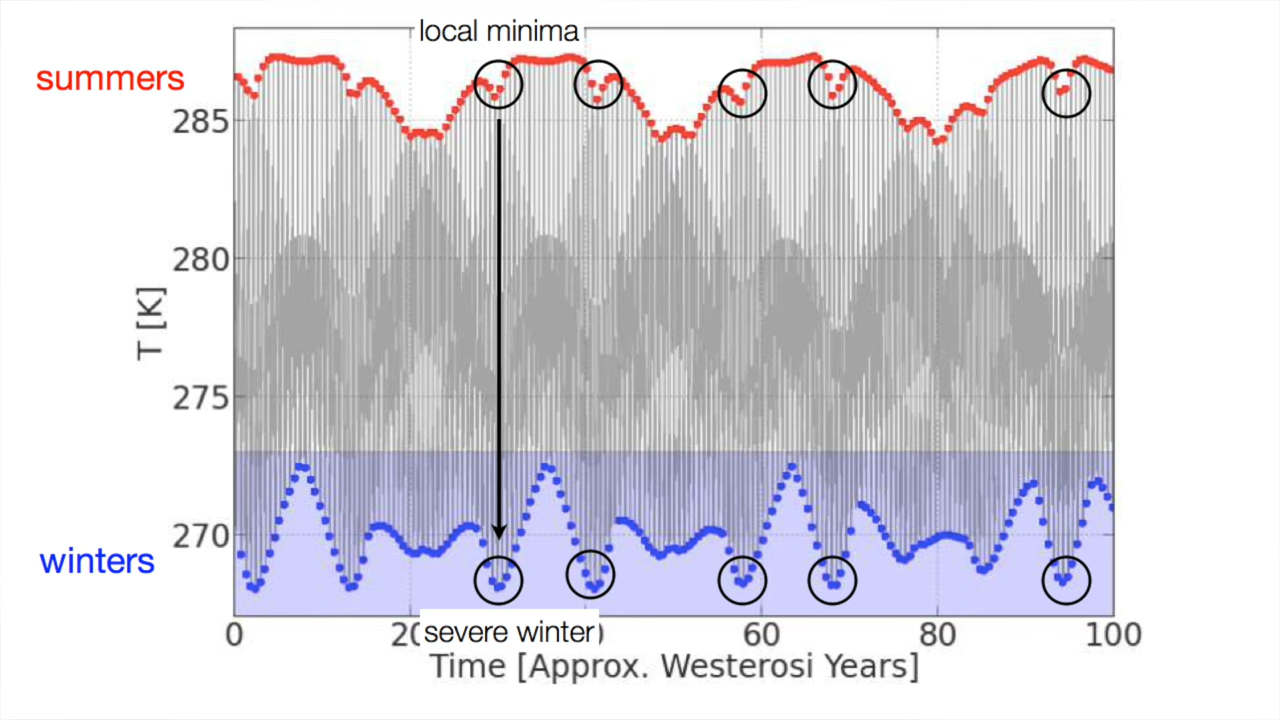 local minima
summers
285
280
T [K]
275
270
winters
0
severe winter
60
80
100
Time [Approx. Westerosi Years]